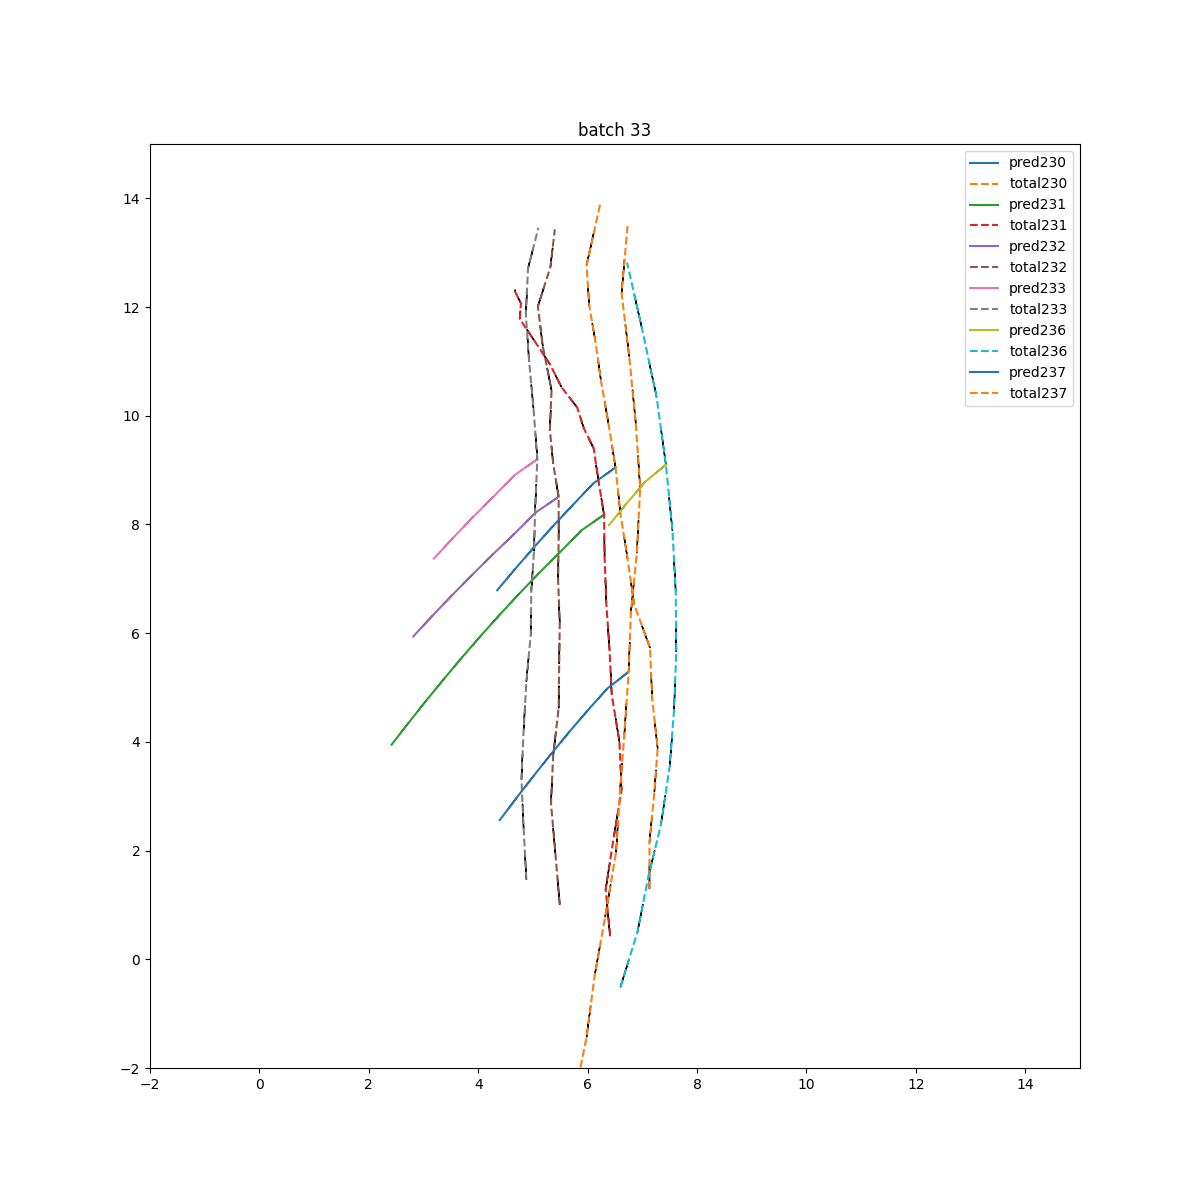 batch 33
pred230
total230
pred231
total231
pred232
total232
pred233
total233
pred236
total236
pred237
total237
14
12
10
8
6
4
2
0
−2
−2 0 2 4 6 8 10 12 14